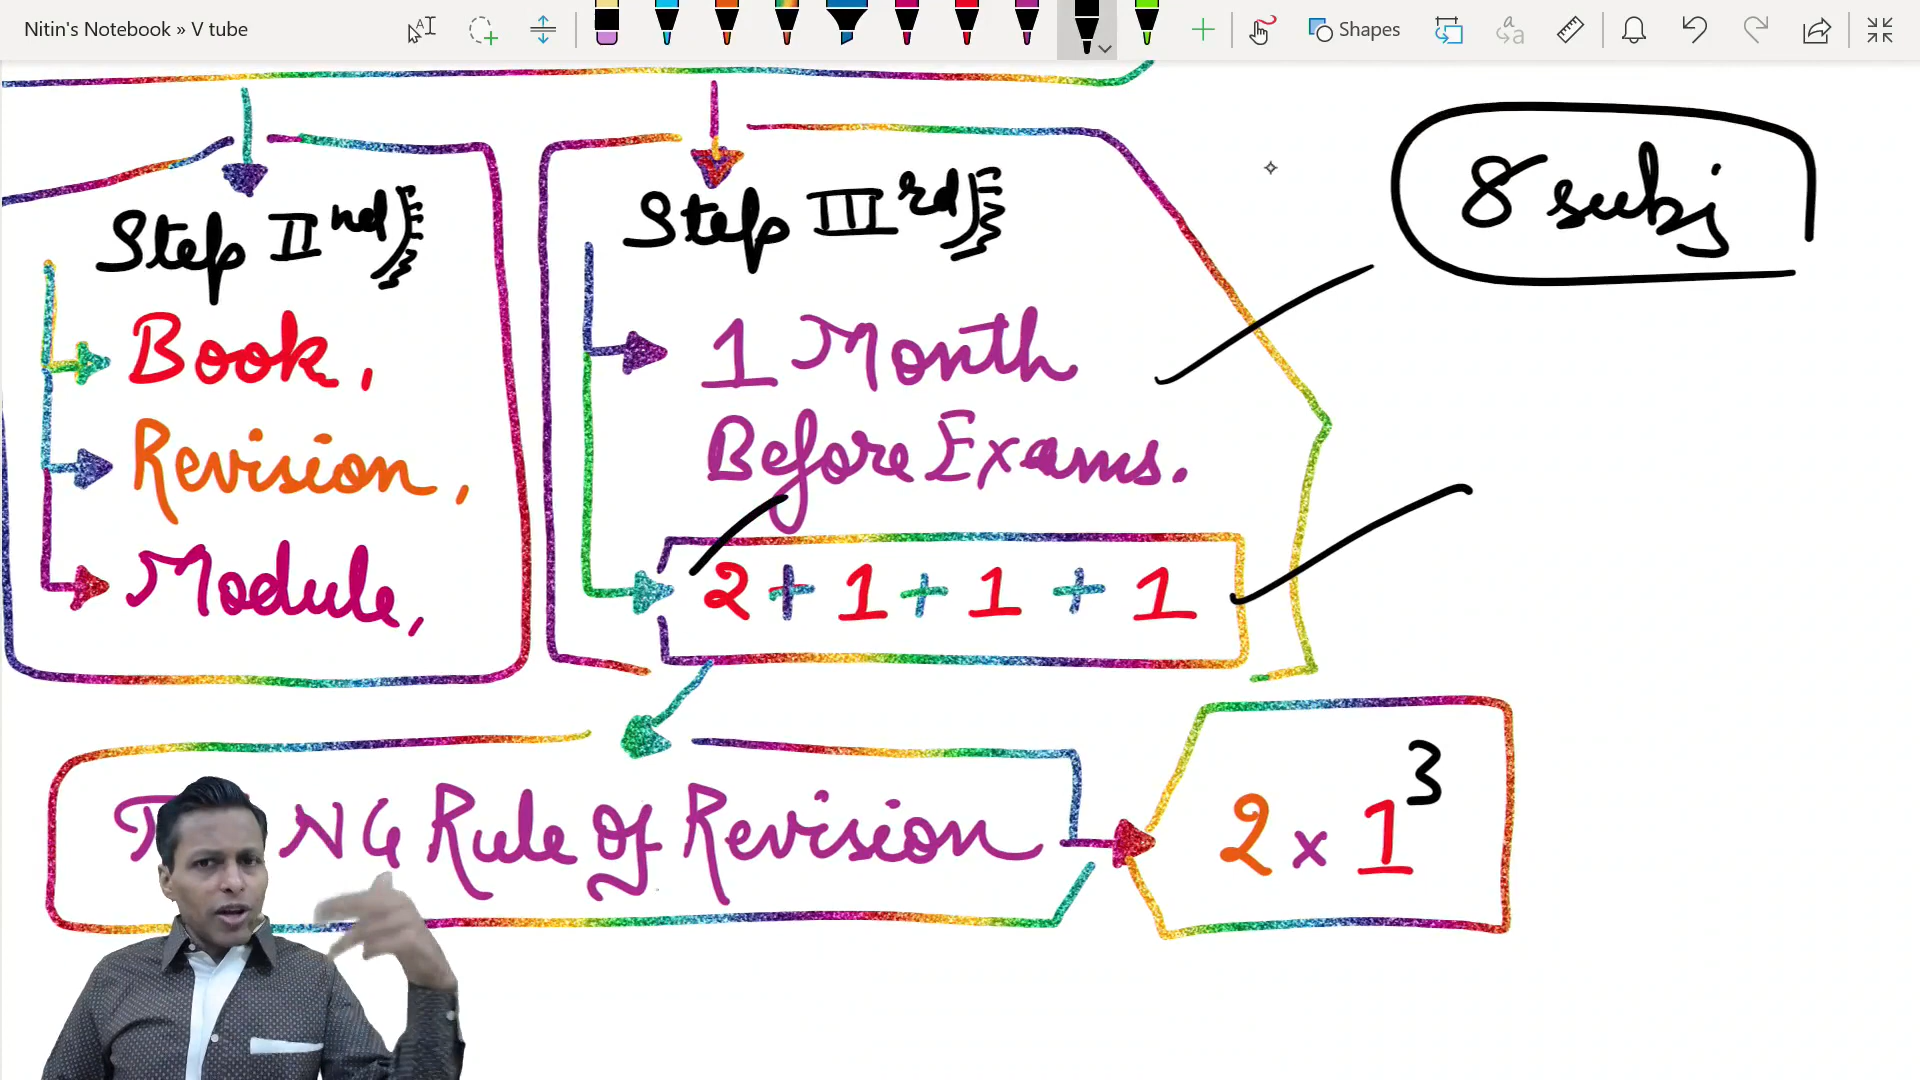 Nitin's Notebook » V tube
Shapes
8 subj
Step IInd
Book,
Revision,
Module,
Step IIIrd
1 Month
Before Exams.
2 + 1 + 1 + 1
NG Rule of Revision
2 x 1³